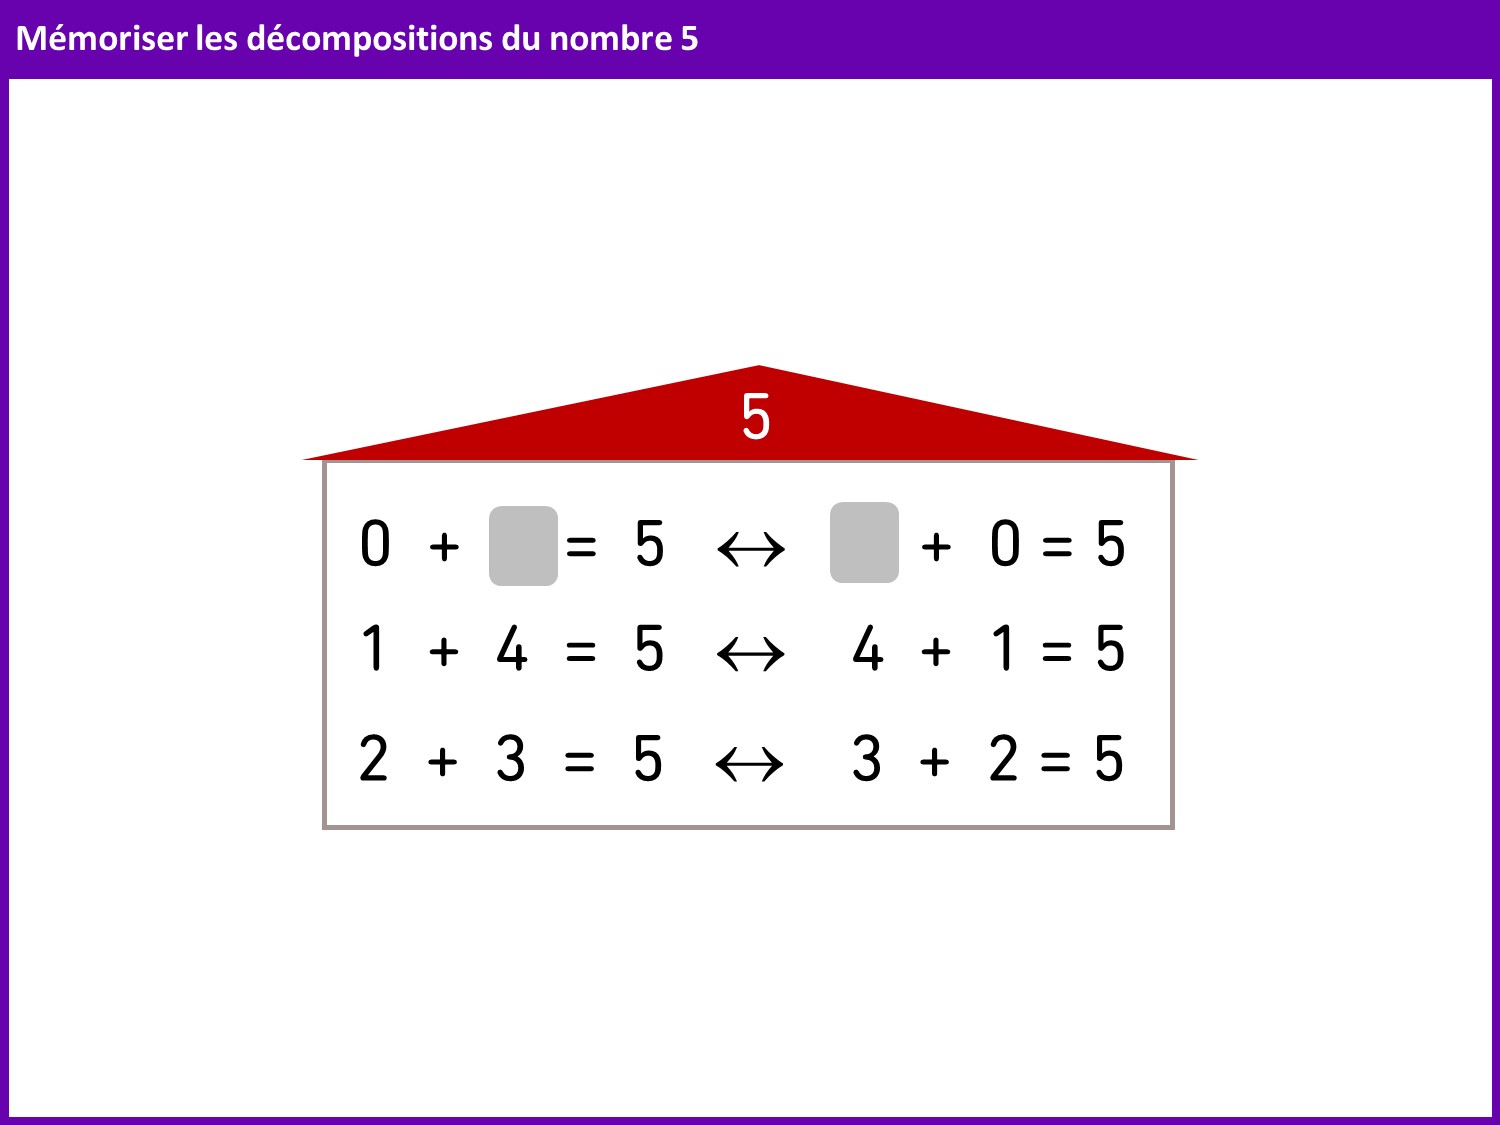 Mémoriser les décompositions du nombre 5
5
0 + = 5 ↔ + 0 = 5
1 + 4 = 5 ↔ 4 + 1 = 5
2 + 3 = 5 ↔ 3 + 2 = 5